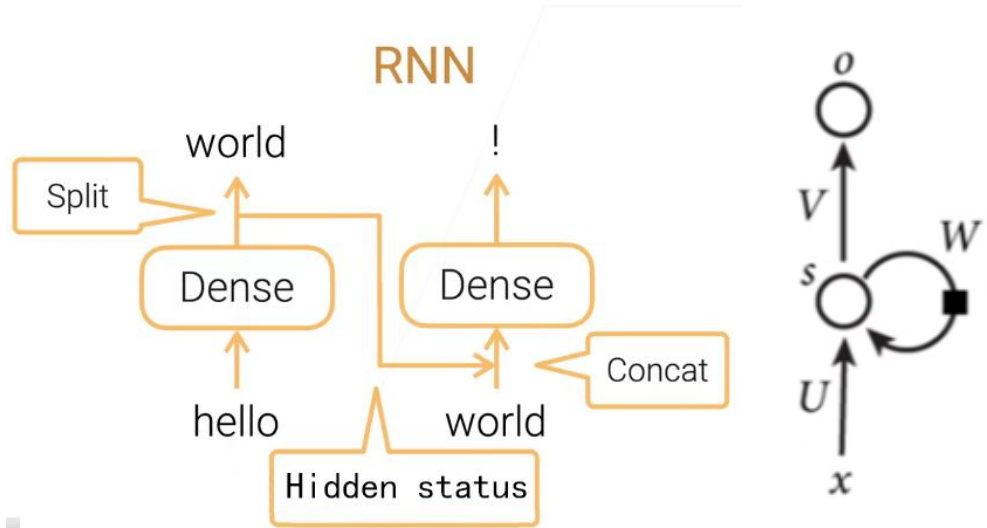 RNN
world
!
Split
Dense
Dense
Concat
hello
world
Hidden status
o
V
W
s
U
x